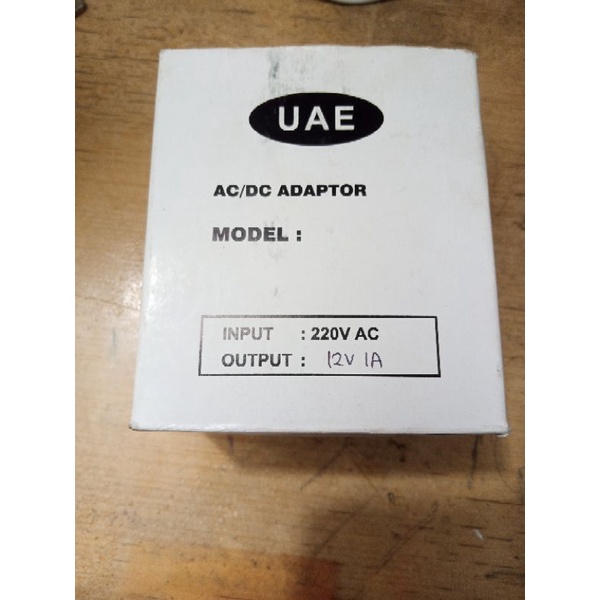 UAE
AC/DC ADAPTOR
MODEL :
INPUT : 220V AC
OUTPUT : 12V 1A